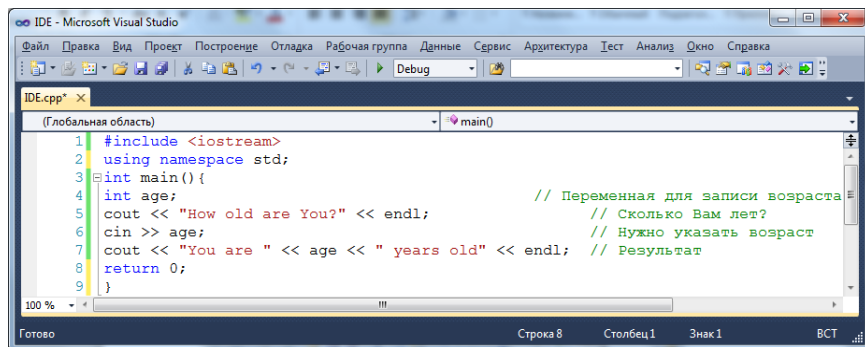 IDE - Microsoft Visual Studio
Файл Правка Вид Проект Построение Отладка Рабочая группа Данные Сервис Архитектура Тест Анализ Окно Справка
Debug
IDE.cpp* ×
(Глобальная область) main()
1 #include <iostream>
2 using namespace std;
3 int main(){
4 int age; // Переменная для записи возраста
5 cout << "How old are You?" << endl; // Сколько Вам лет?
6 cin >> age; // Нужно указать возраст
7 cout << "You are " << age << " years old" << endl; // Результат
8 return 0;
9 }
100 %
Готово Строка 8 Столбец 1 Знак 1 ВСТ